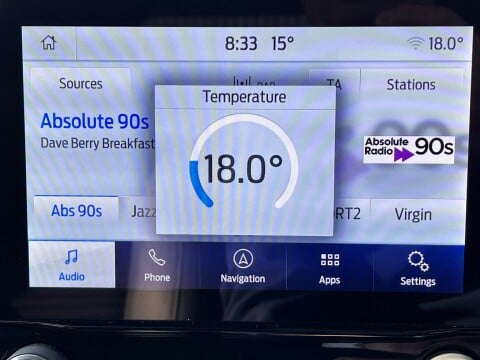 8:33 15° 18.0°
Sources TA Stations
Temperature
Absolute 90s
Dave Berry Breakfast
18.0°
Absolute
Radio 90s
Abs 90s Jazz RT2 Virgin
Audio Phone Navigation Apps Settings